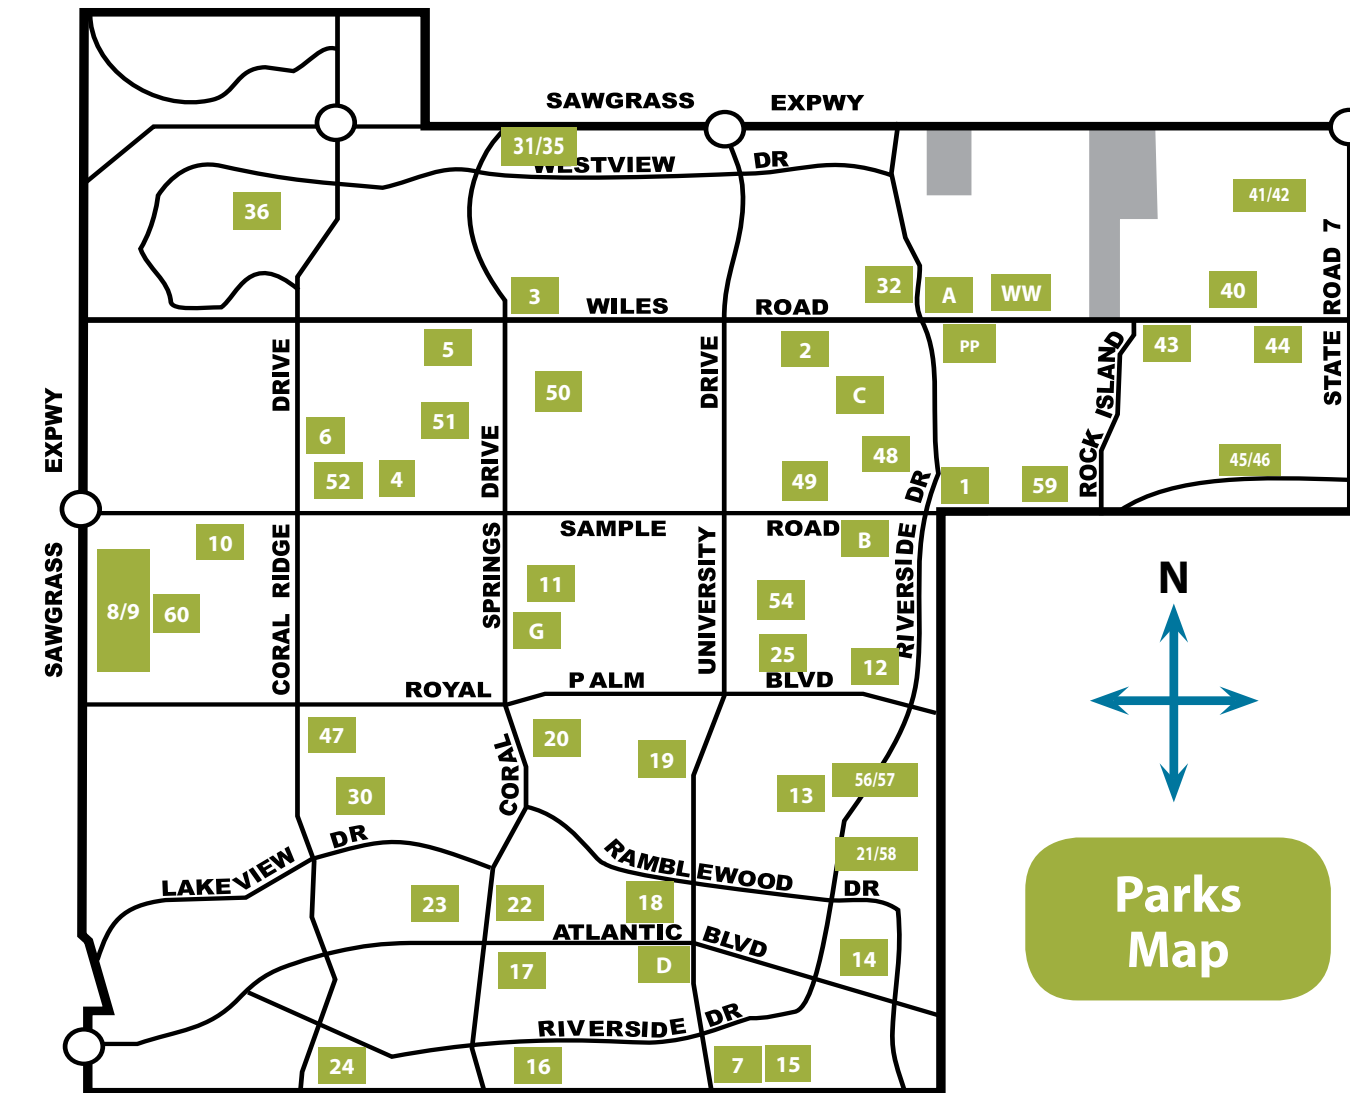 SAWGRASS EXPWY
31/35
WESTVIEW DR
36
41/42
3
WILES ROAD
32
A
WW
40
STATE ROAD 7
5
DRIVE
DRIVE
2
PP
43
44
50
C
ROCK ISLAND
6
51
DRIVE
52
4
49
48
1
59
45/46
SAWGRASS EXPWY
10
SAMPLE ROAD
B
RIVERSIDE DR
8/9
60
CORAL RIDGE
SPRINGS
11
UNIVERSITY
54
G
25
12
ROYAL PALM BLVD
N
47
CORAL
20
19
30
13
56/57
LAKEVIEW DR
RAMBLEWOOD DR
21/58
23
22
18
ATLANTIC BLVD
17
D
14
RIVERSIDE DR
24
16
7
15
Parks
Map